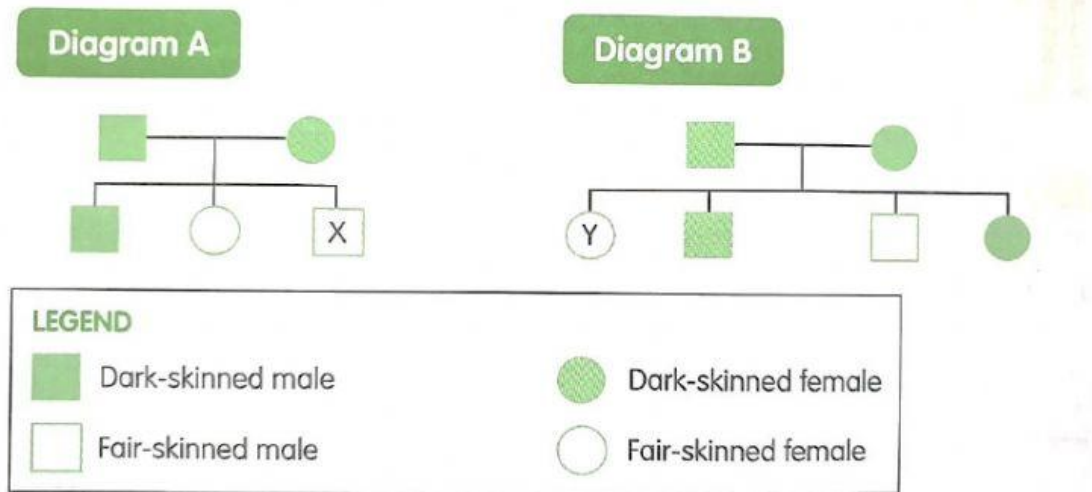 Diagram A
Diagram B
X
Y
LEGEND
Dark-skinned male
Dark-skinned female
Fair-skinned male
Fair-skinned female